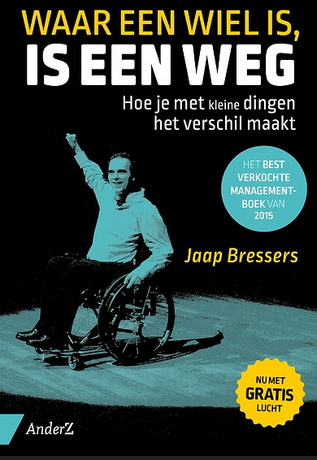 WAAR EEN WIEL IS,
IS EEN WEG
Hoe je met kleine dingen
het verschil maakt
HET BEST
VERKOCHTE
MANAGEMENT-
BOEK VAN
2015
Jaap Bressers
NU MET
GRATIS
LUCHT
AnderZ